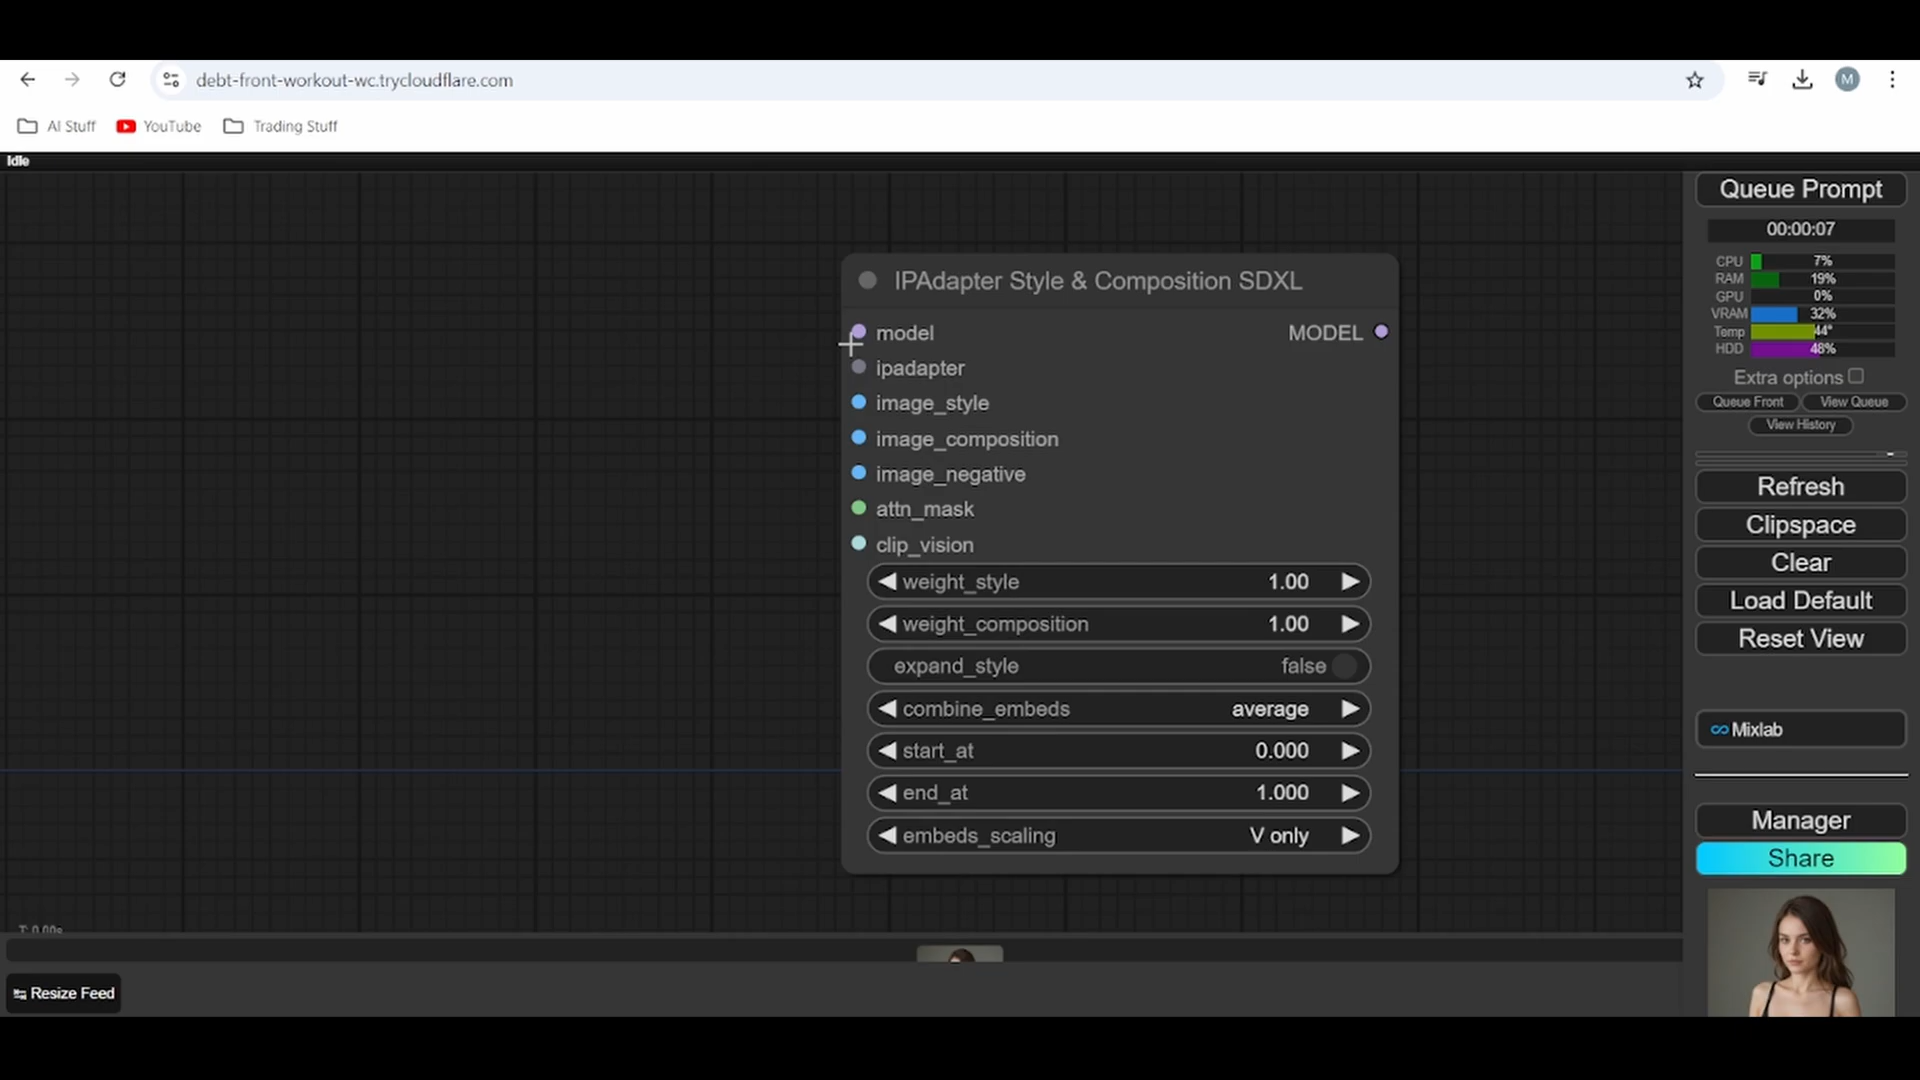 debt-front-workout-wc.trycloudflare.com
M
AI Stuff
YouTube
Trading Stuff
Idle
IPAdapter Style & Composition SDXL
model
MODEL
ipadapter
image_style
image_composition
image_negative
attn_mask
clip_vision
weight_style 1.00
weight_composition 1.00
expand_style false
combine_embeds average
start_at 0.000
end_at 1.000
embeds_scaling V only
T: 0.00s
Resize Feed
Queue Prompt
00:00:07
CPU 7%
RAM 19%
GPU 0%
VRAM 32%
Temp 44°
HDD 48%
Extra options
Queue Front
View Queue
View History
Refresh
Clipspace
Clear
Load Default
Reset View
Mixlab
Manager
Share